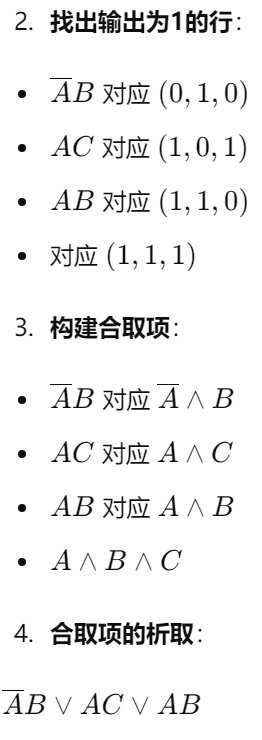 2. 找出输出为1的行：
• $\overline{A}B$ 对应 $(0, 1, 0)$
• $AC$ 对应 $(1, 0, 1)$
• $AB$ 对应 $(1, 1, 0)$
• 对应 $(1, 1, 1)$
3. 构建合取项：
• $\overline{A}B$ 对应 $\overline{A} \wedge B$
• $AC$ 对应 $A \wedge C$
• $AB$ 对应 $A \wedge B$
• $A \wedge B \wedge C$
4. 合取项的析取：
$\overline{A}B \vee AC \vee AB$